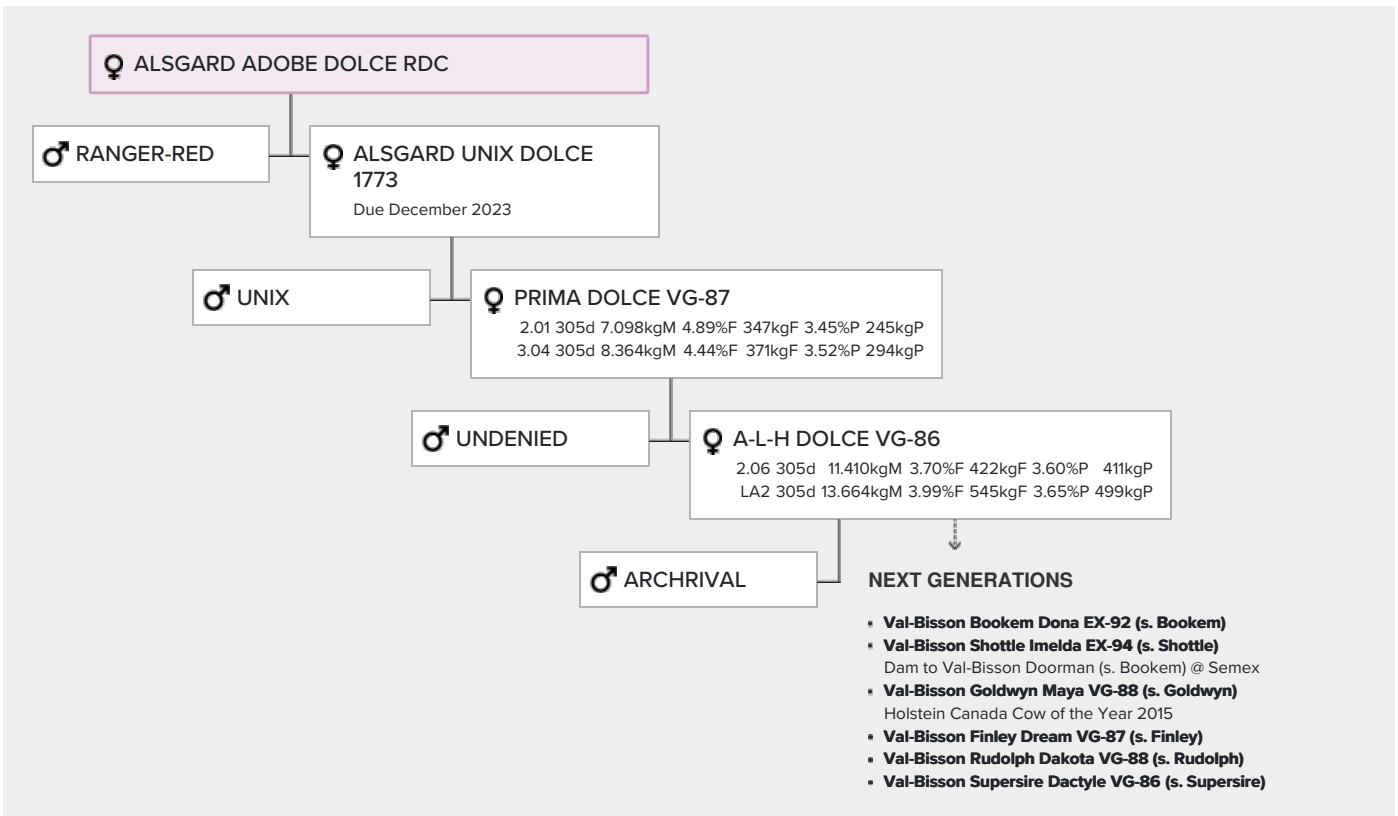 ALSGARD ADOBE DOLCE RDC
RANGER-RED
ALSGARD UNIX DOLCE
1773
Due December 2023
UNIX
PRIMA DOLCE VG-87
2.01 305d 7.098kgM 4.89%F 347kgF 3.45%P 245kgP
3.04 305d 8.364kgM 4.44%F 371kgF 3.52%P 294kgP
UNDENIED
A-L-H DOLCE VG-86
2.06 305d 11.410kgM 3.70%F 422kgF 3.60%P 411kgP
LA2 305d 13.664kgM 3.99%F 545kgF 3.65%P 499kgP
ARCHRIVAL
NEXT GENERATIONS
Val-Bisson Bookem Dona EX-92 (s. Bookem)
Val-Bisson Shottle Imelda EX-94 (s. Shottle)
Dam to Val-Bisson Doorman (s. Bookem) @ Semex
Val-Bisson Goldwyn Maya VG-88 (s. Goldwyn)
Holstein Canada Cow of the Year 2015
Val-Bisson Finley Dream VG-87 (s. Finley)
Val-Bisson Rudolph Dakota VG-88 (s. Rudolph)
Val-Bisson Supersire Dactyle VG-86 (s. Supersire)